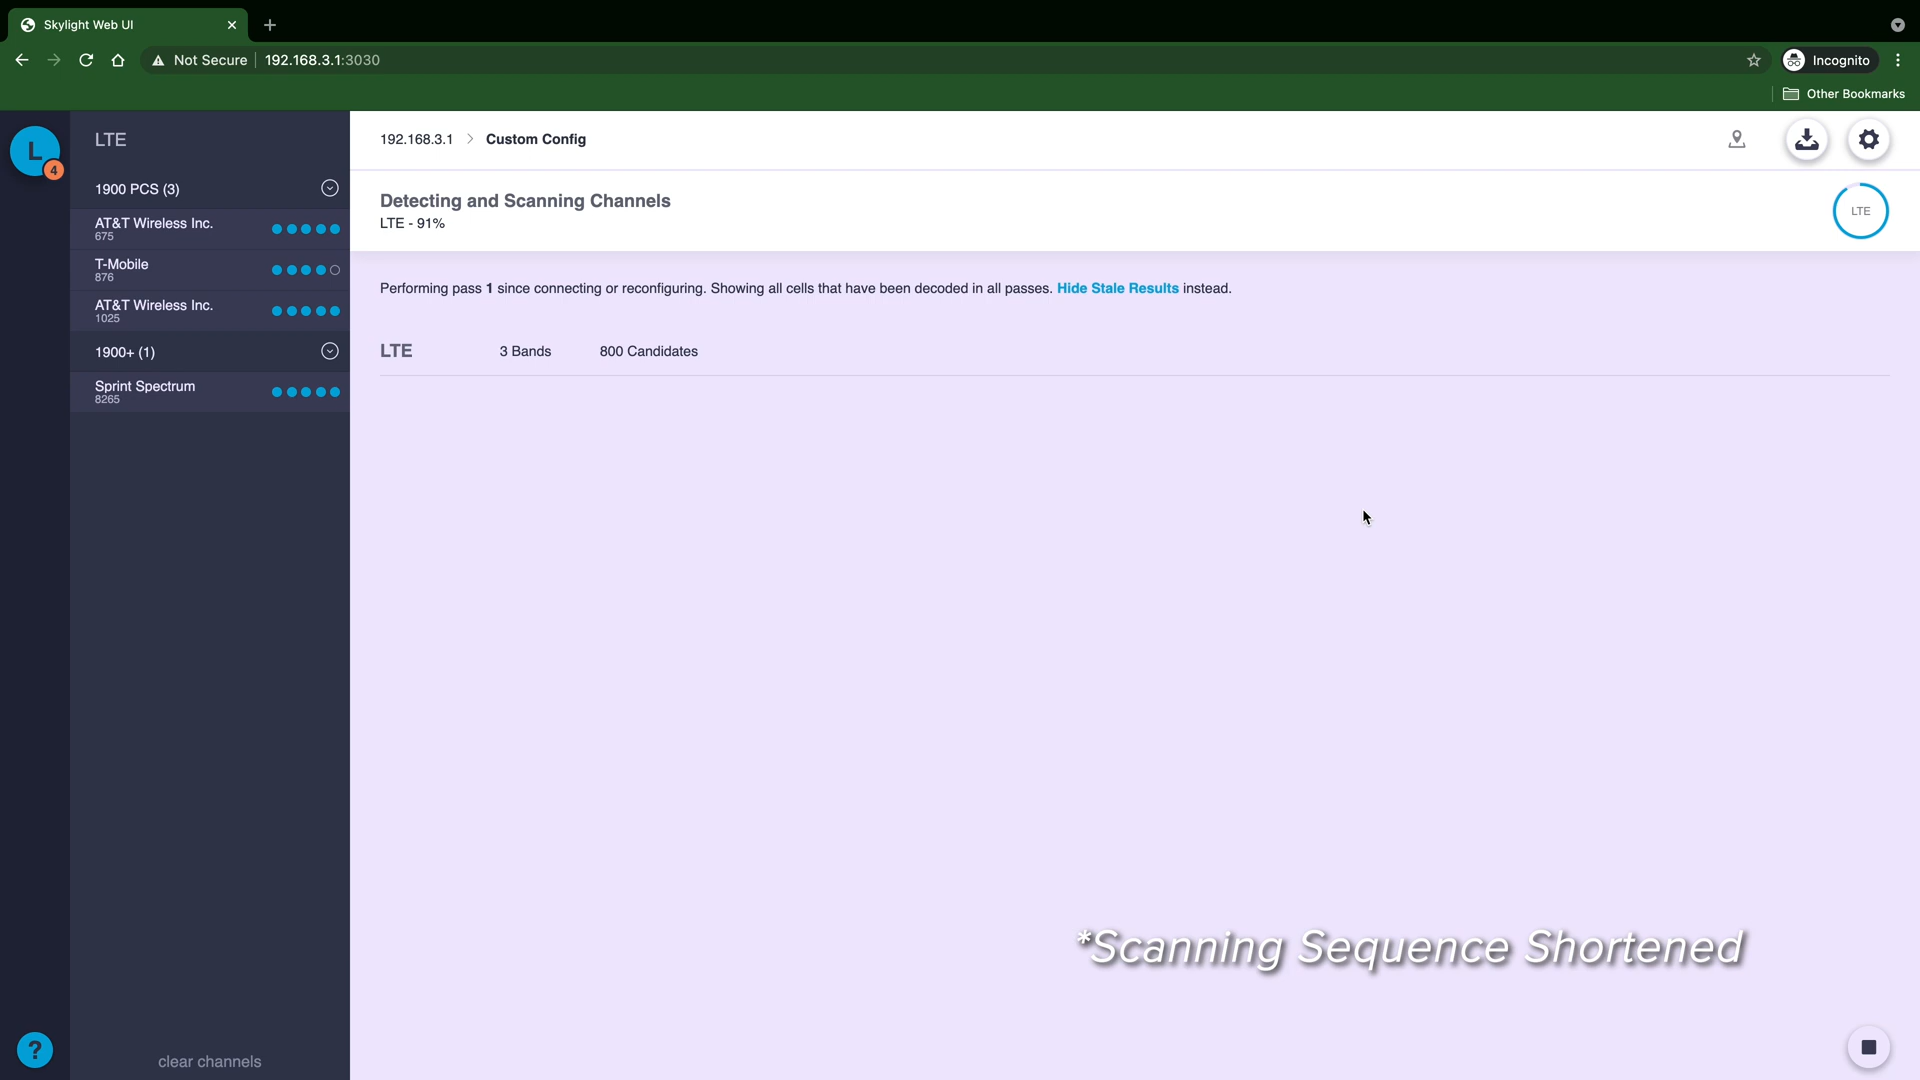 Skylight Web UI
Not Secure
192.168.3.1:3030
Incognito
Other Bookmarks
L
4
LTE
1900 PCS (3)
AT&T Wireless Inc.
675
T-Mobile
876
AT&T Wireless Inc.
1025
1900+ (1)
Sprint Spectrum
8265
clear channels
?
192.168.3.1 > Custom Config
Detecting and Scanning Channels
LTE - 91%
LTE
Performing pass 1 since connecting or reconfiguring. Showing all cells that have been decoded in all passes. Hide Stale Results instead.
LTE 3 Bands 800 Candidates
*Scanning Sequence Shortened